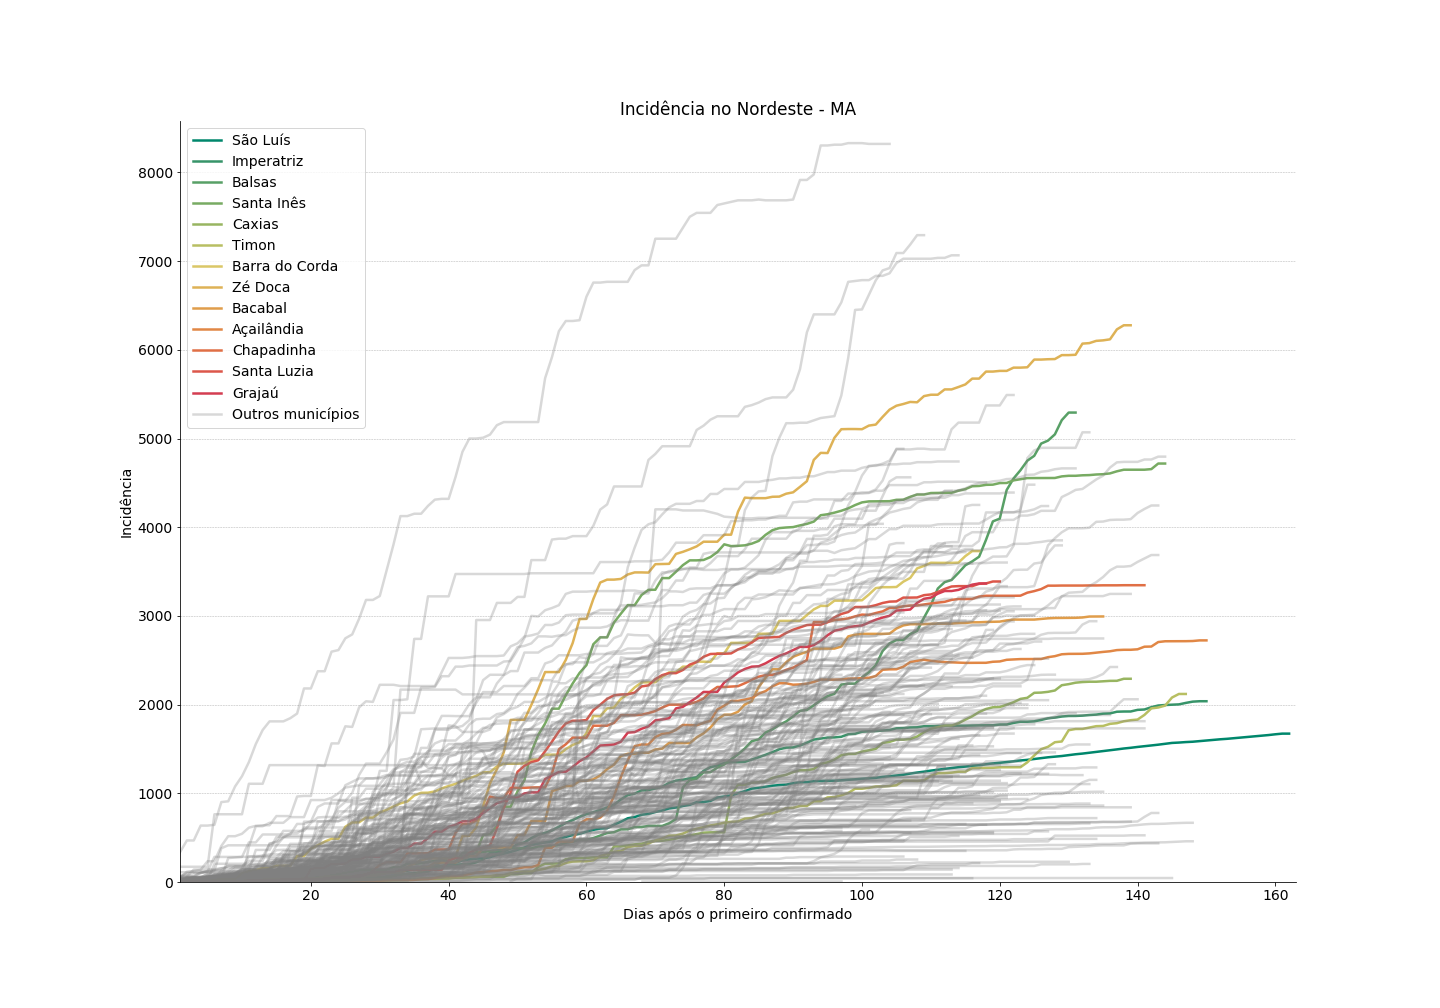 Incidência no Nordeste - MA
São Luís
Imperatriz
Balsas
Santa Inês
Caxias
Timon
Barra do Corda
Zé Doca
Bacabal
Açailândia
Chapadinha
Santa Luzia
Grajaú
Outros municípios
Incidência
8000
7000
6000
5000
4000
3000
2000
1000
0
20 40 60 80 100 120 140 160
Dias após o primeiro confirmado